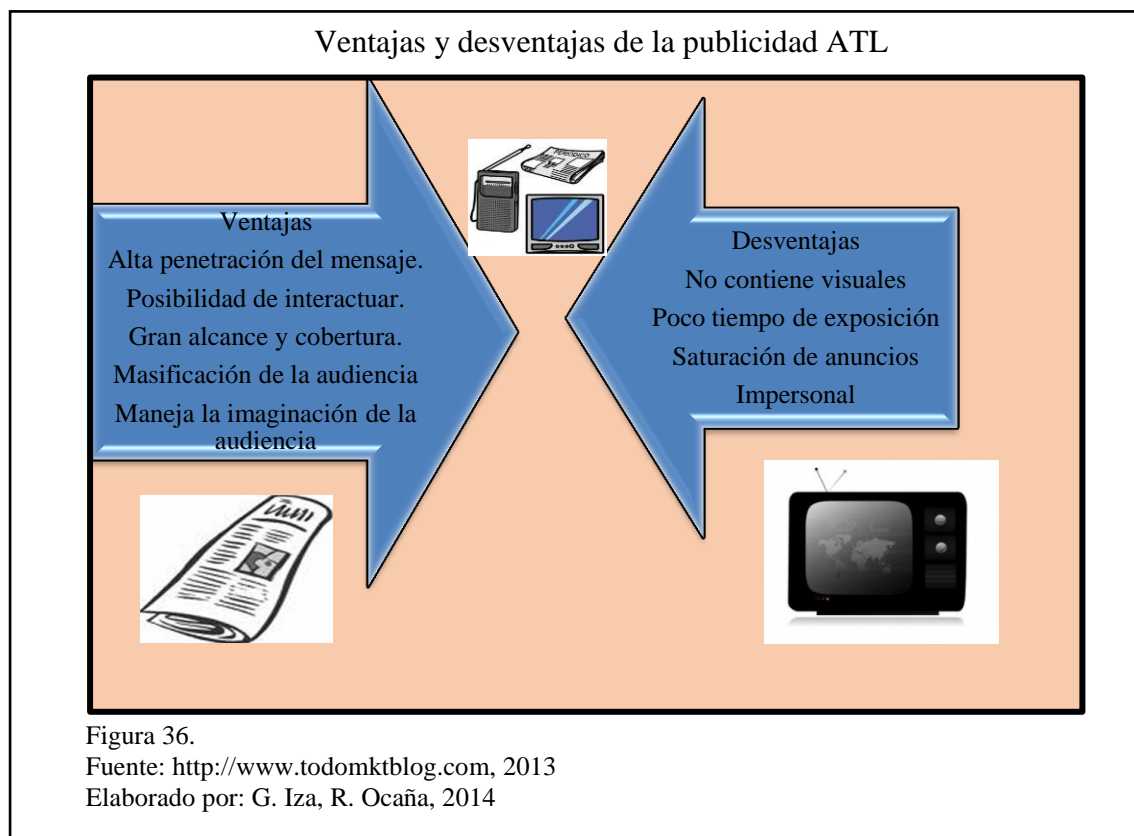 Ventajas y desventajas de la publicidad ATL
PERIODICO
Ventajas
Alta penetración del mensaje.
Posibilidad de interactuar.
Gran alcance y cobertura.
Masificación de la audiencia
Maneja la imaginación de la
audiencia
Desventajas
No contiene visuales
Poco tiempo de exposición
Saturación de anuncios
Impersonal
Figura 36.
Fuente: http://www.todomktblog.com, 2013
Elaborado por: G. Iza, R. Ocaña, 2014